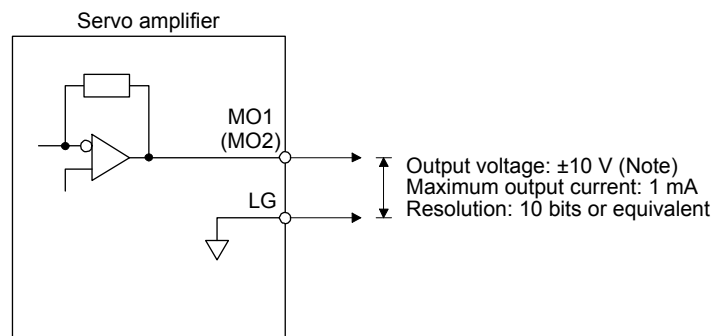 Servo amplifier
MO1
(MO2)
LG
Output voltage: ±10 V (Note)
Maximum output current: 1 mA
Resolution: 10 bits or equivalent